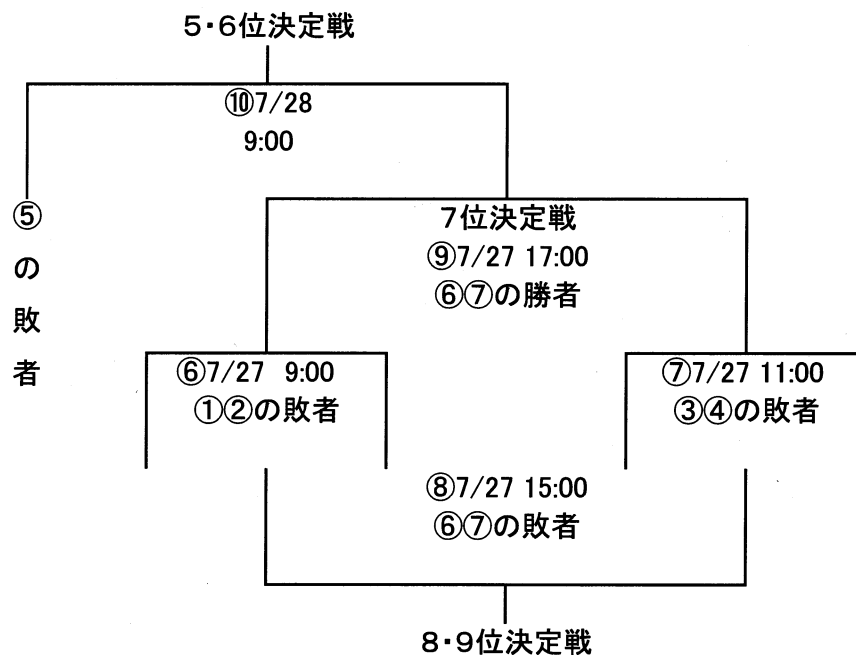 5・6位決定戦
⑩7/28
9:00
⑤の敗者
7位決定戦
⑨7/27 17:00
⑥⑦の勝者
⑥7/27 9:00
①②の敗者
⑦7/27 11:00
③④の敗者
⑧7/27 15:00
⑥⑦の敗者
8・9位決定戦